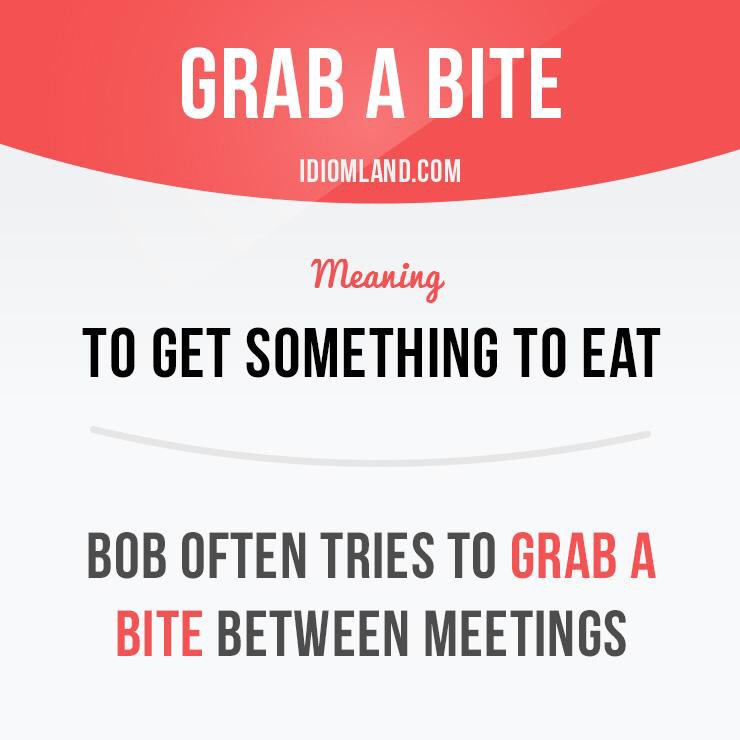 GRAB A BITE
IDIOMLAND.COM
Meaning
TO GET SOMETHING TO EAT
BOB OFTEN TRIES TO GRAB A
BITE BETWEEN MEETINGS